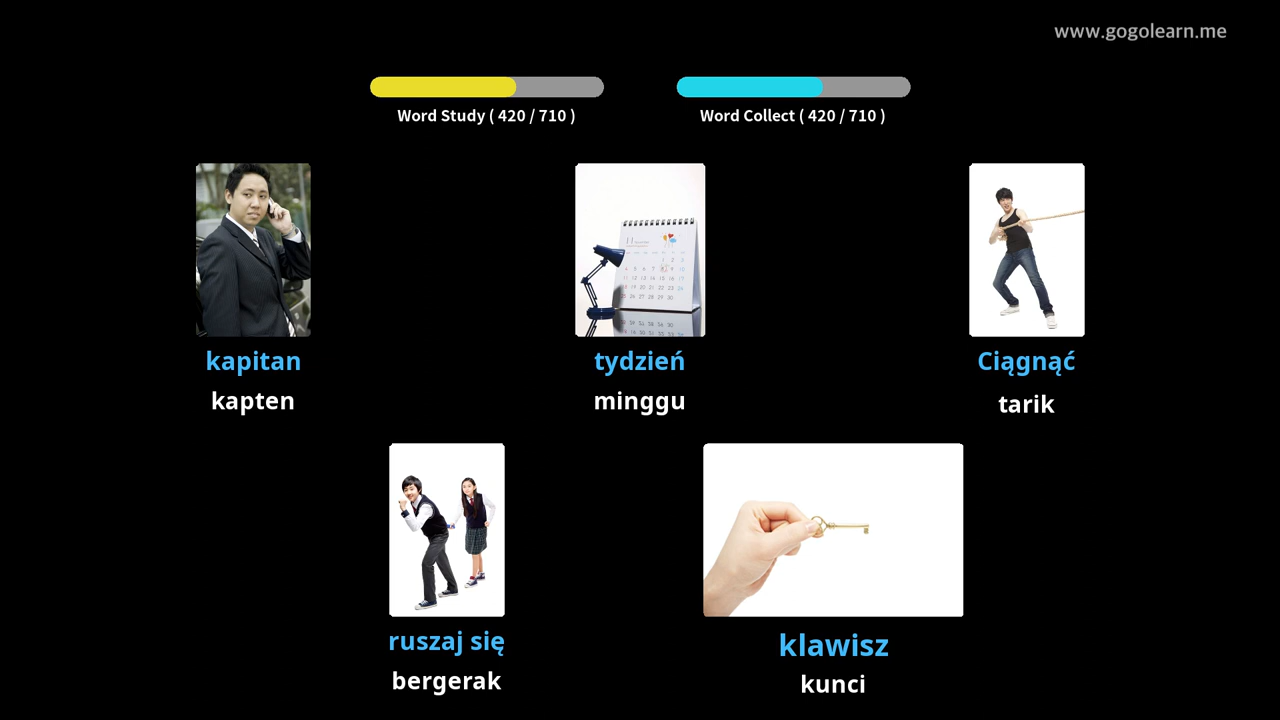 www.gogolearn.me
Word Study ( 420 / 710 )
Word Collect ( 420 / 710 )
kapitan
kapten
tydzień
minggu
Ciągnąć
tarik
ruszaj się
bergerak
klawisz
kunci